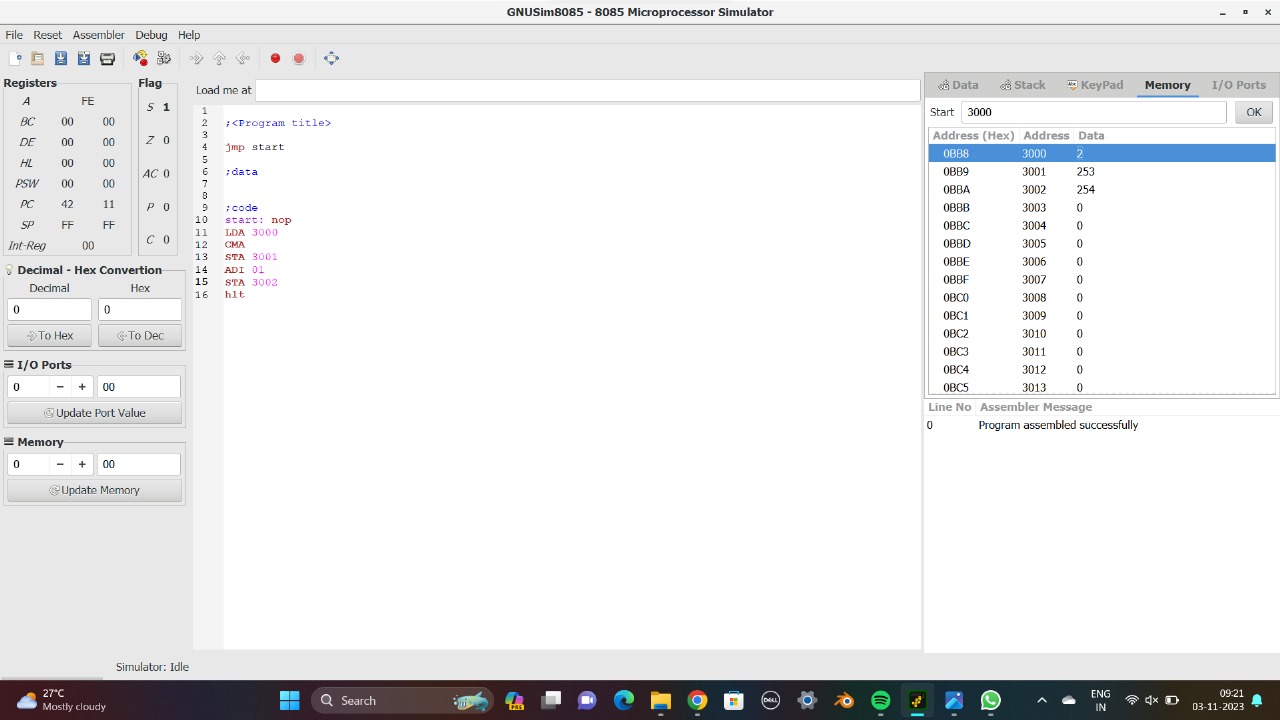 GNUSim8085 - 8085 Microprocessor Simulator
File Reset Assembler Debug Help
Registers
A FE
BC 00 00
DE 00 00
HL 00 00
PSW 00 00
PC 42 11
SP FF FF
Int-Reg 00
Flag
S 1
Z 0
AC 0
P 0
C 0
Decimal - Hex Convertion
Decimal Hex
0 0
To Hex To Dec
I/O Ports
0 − + 00
Update Port Value
Memory
0 − + 00
Update Memory
Load me at
1
2 ;<Program title>
3
4 jmp start
5
6 ;data
7
8
9 ;code
10 start: nop
11 LDA 3000
12 CMA
13 STA 3001
14 ADI 01
15 STA 3002
16 hlt
Data Stack KeyPad Memory I/O Ports
Start 3000 OK
Address (Hex) Address Data
0BB8 3000 2
0BB9 3001 253
0BBA 3002 254
0BBB 3003 0
0BBC 3004 0
0BBD 3005 0
0BBE 3006 0
0BBF 3007 0
0BC0 3008 0
0BC1 3009 0
0BC2 3010 0
0BC3 3011 0
0BC4 3012 0
0BC5 3013 0
Line No Assembler Message
0 Program assembled successfully
Simulator: Idle
27°C
Mostly cloudy
Search
PRE
DELL
ENG
IN
09:21
03-11-2023